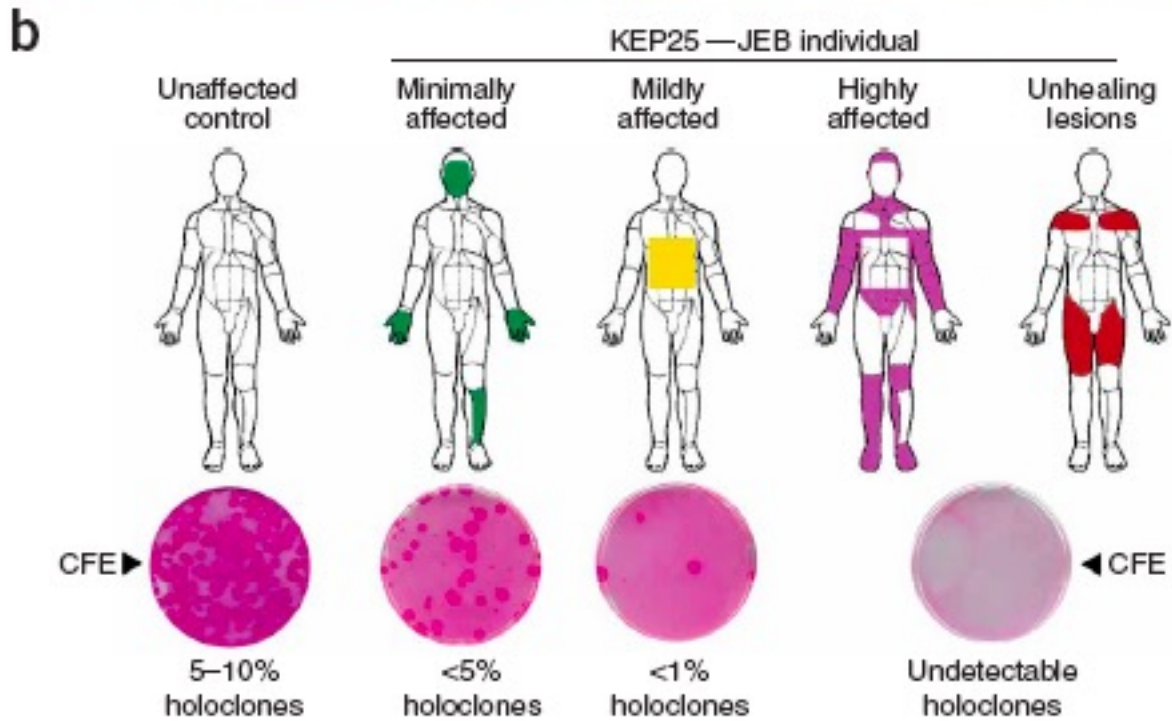 b
KEP25 — JEB individual
Unaffected
control
Minimally
affected
Mildly
affected
Highly
affected
Unhealing
lesions
CFE
CFE
5–10%
holoclones
<5%
holoclones
<1%
holoclones
Undetectable
holoclones